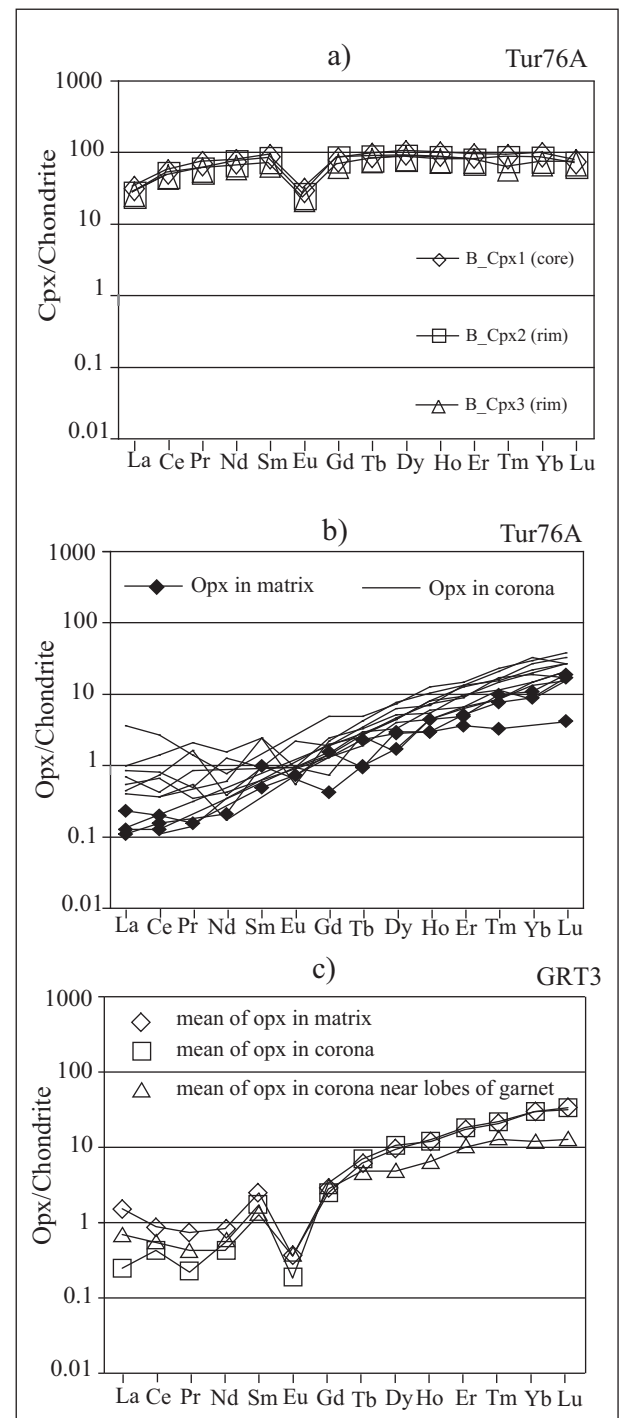 a) Tur76A
Cpx/Chondrite
1000
100
10
1
0.1
0.01
B_Cpx1 (core)
B_Cpx2 (rim)
B_Cpx3 (rim)
La Ce Pr Nd Sm Eu Gd Tb Dy Ho Er Tm Yb Lu
b) Tur76A
Opx/Chondrite
1000
100
10
1
0.1
0.01
Opx in matrix Opx in corona
La Ce Pr Nd Sm Eu Gd Tb Dy Ho Er Tm Yb Lu
c) GRT3
Opx/Chondrite
1000
100
10
1
0.1
0.01
mean of opx in matrix
mean of opx in corona
mean of opx in corona near lobes of garnet
La Ce Pr Nd Sm Eu Gd Tb Dy Ho Er Tm Yb Lu